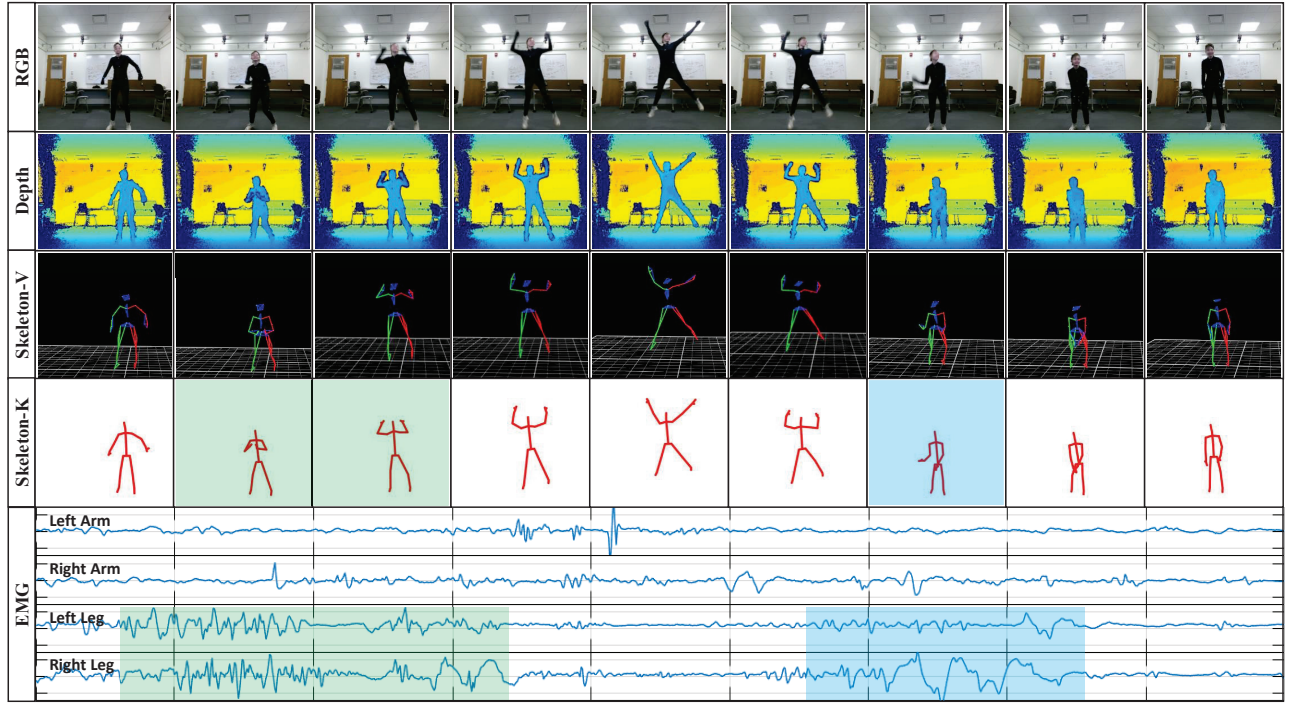 RGB
Depth
Skeleton-V
Skeleton-K
EMG
Left Arm
Right Arm
Left Leg
Right Leg